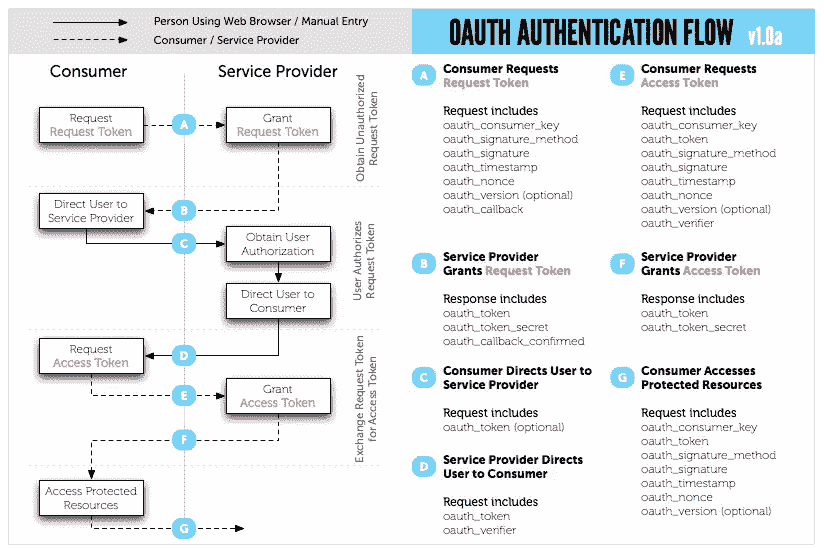 Person Using Web Browser / Manual Entry
Consumer / Service Provider
OAUTH AUTHENTICATION FLOW v1.0a
Consumer
Service Provider
Request
Request Token
A
Grant
Request Token
Obtain Unauthorized
Request Token
Direct User to
Service Provider
B
C
Obtain User
Authorization
Direct User to
Consumer
User Authorizes
Request Token
Request
Access Token
D
E
Grant
Access Token
F
Exchange Request Token
for Access Token
Access Protected
Resources
G
A
Consumer Requests
Request Token
Request includes
oauth_consumer_key
oauth_signature_method
oauth_signature
oauth_timestamp
oauth_nonce
oauth_version (optional)
oauth_callback
B
Service Provider
Grants Request Token
Response includes
oauth_token
oauth_token_secret
oauth_callback_confirmed
C
Consumer Directs User to
Service Provider
Request includes
oauth_token (optional)
D
Service Provider Directs
User to Consumer
Request includes
oauth_token
oauth_verifier
E
Consumer Requests
Access Token
Request includes
oauth_consumer_key
oauth_token
oauth_signature_method
oauth_signature
oauth_timestamp
oauth_nonce
oauth_version (optional)
oauth_verifier
F
Service Provider
Grants Access Token
Response includes
oauth_token
oauth_token_secret
G
Consumer Accesses
Protected Resources
Request includes
oauth_consumer_key
oauth_token
oauth_signature_method
oauth_signature
oauth_timestamp
oauth_nonce
oauth_version (optional)